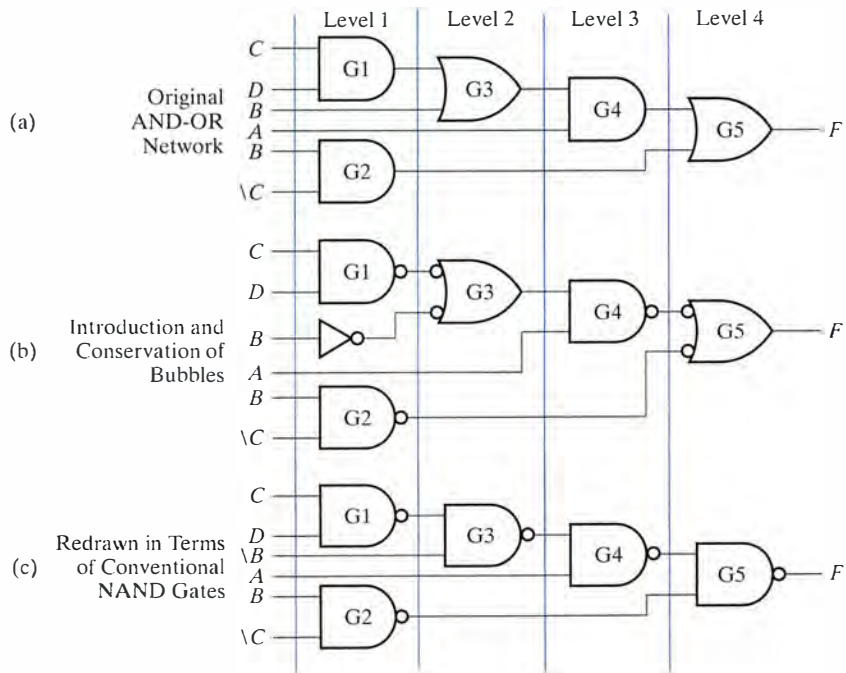 Level 1 Level 2 Level 3 Level 4
(a)
Original
AND-OR
Network
C
D
B
A
B
\C
G1
G2
G3
G4
G5
F
(b)
Introduction and
Conservation of
Bubbles
C
D
B
A
B
\C
G1
G2
G3
G4
G5
F
(c)
Redrawn in Terms
of Conventional
NAND Gates
C
D
\B
A
B
\C
G1
G2
G3
G4
G5
F